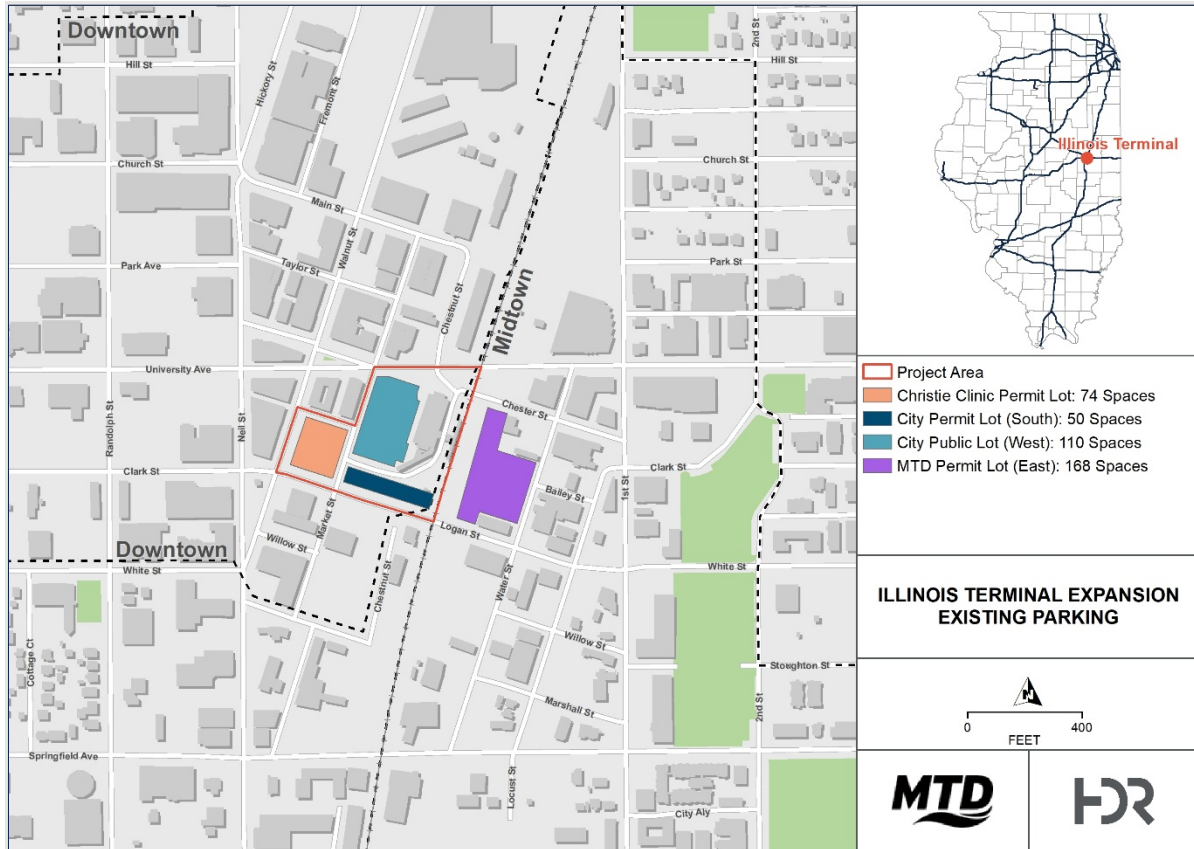 Downtown
Hill St
Hickory St
Fremont St
2nd St
Hill St
Church St
Church St
Main St
Walnut St
Taylor St
Park Ave
Park St
Chestnut St
Midtown
University Ave
Randolph St
Neil St
Chester St
Clark St
Clark St
1st St
Bailey St
Market St
Logan St
Downtown
Willow St
White St
White St
Chestnut St
Water St
Willow St
Cottage Ct
Stoughton St
Marshall St
2nd St
Springfield Ave
Locust St
City Aly
Illinois Terminal
Project Area
Christie Clinic Permit Lot: 74 Spaces
City Permit Lot (South): 50 Spaces
City Public Lot (West): 110 Spaces
MTD Permit Lot (East): 168 Spaces
ILLINOIS TERMINAL EXPANSION
EXISTING PARKING
N
0 400
FEET
MTD
HDR